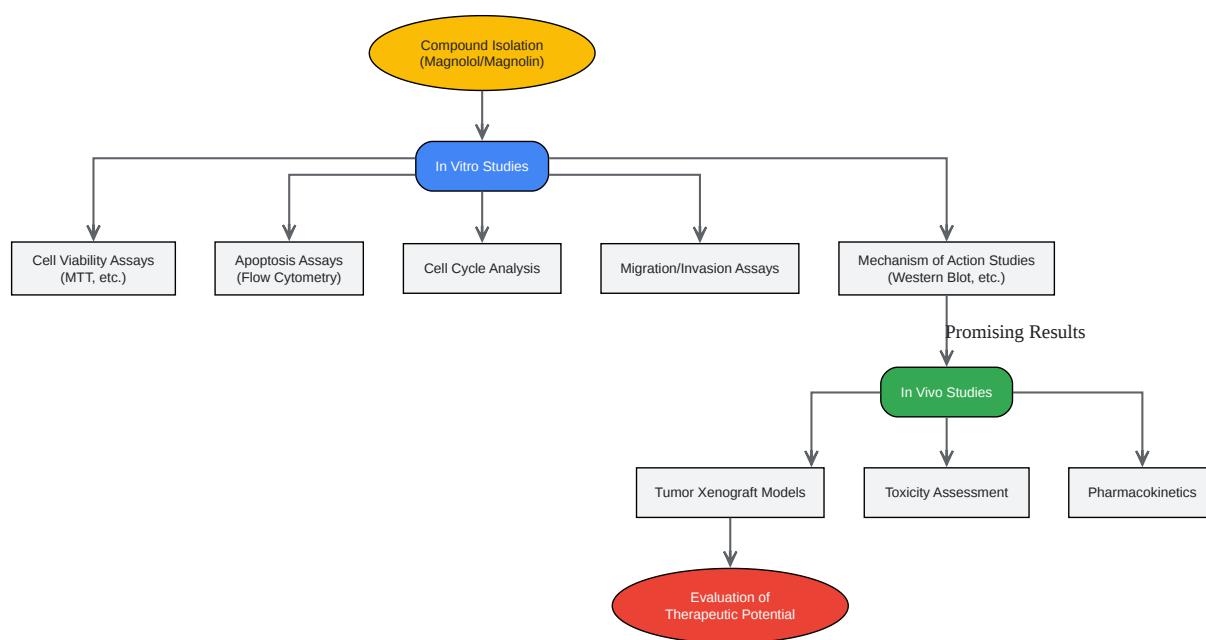 Compound Isolation
(Magnolol/Magnolin)
In Vitro Studies
Cell Viability Assays
(MTT, etc.)
Apoptosis Assays
(Flow Cytometry)
Cell Cycle Analysis
Migration/Invasion Assays
Mechanism of Action Studies
(Western Blot, etc.)
Promising Results
In Vivo Studies
Tumor Xenograft Models
Toxicity Assessment
Pharmacokinetics
Evaluation of
Therapeutic Potential